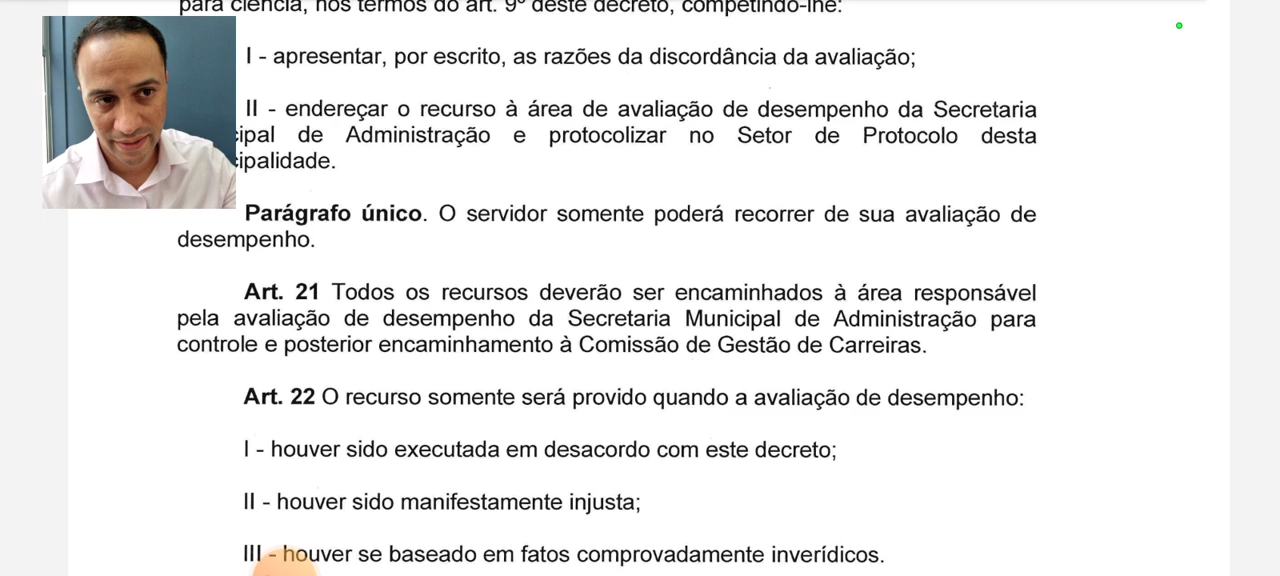 para ciência, nos termos do art. 9º deste decreto, competindo-lhe:
I - apresentar, por escrito, as razões da discordância da avaliação;
II - endereçar o recurso à área de avaliação de desempenho da Secretaria
cipal de Administração e protocolizar no Setor de Protocolo desta
cipalidade.
Parágrafo único. O servidor somente poderá recorrer de sua avaliação de
desempenho.
Art. 21 Todos os recursos deverão ser encaminhados à área responsável
pela avaliação de desempenho da Secretaria Municipal de Administração para
controle e posterior encaminhamento à Comissão de Gestão de Carreiras.
Art. 22 O recurso somente será provido quando a avaliação de desempenho:
I - houver sido executada em desacordo com este decreto;
II - houver sido manifestamente injusta;
III - houver se baseado em fatos comprovadamente inverídicos.